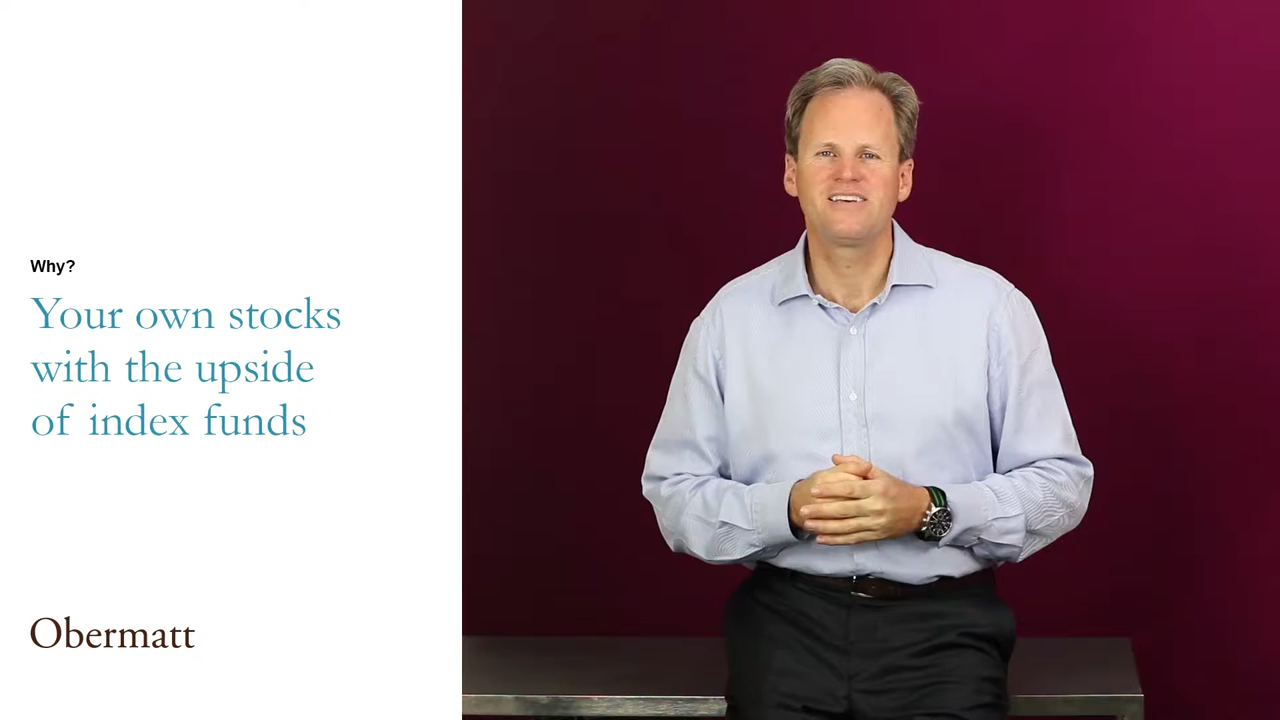 Why?
Your own stocks
with the upside
of index funds
Obermatt